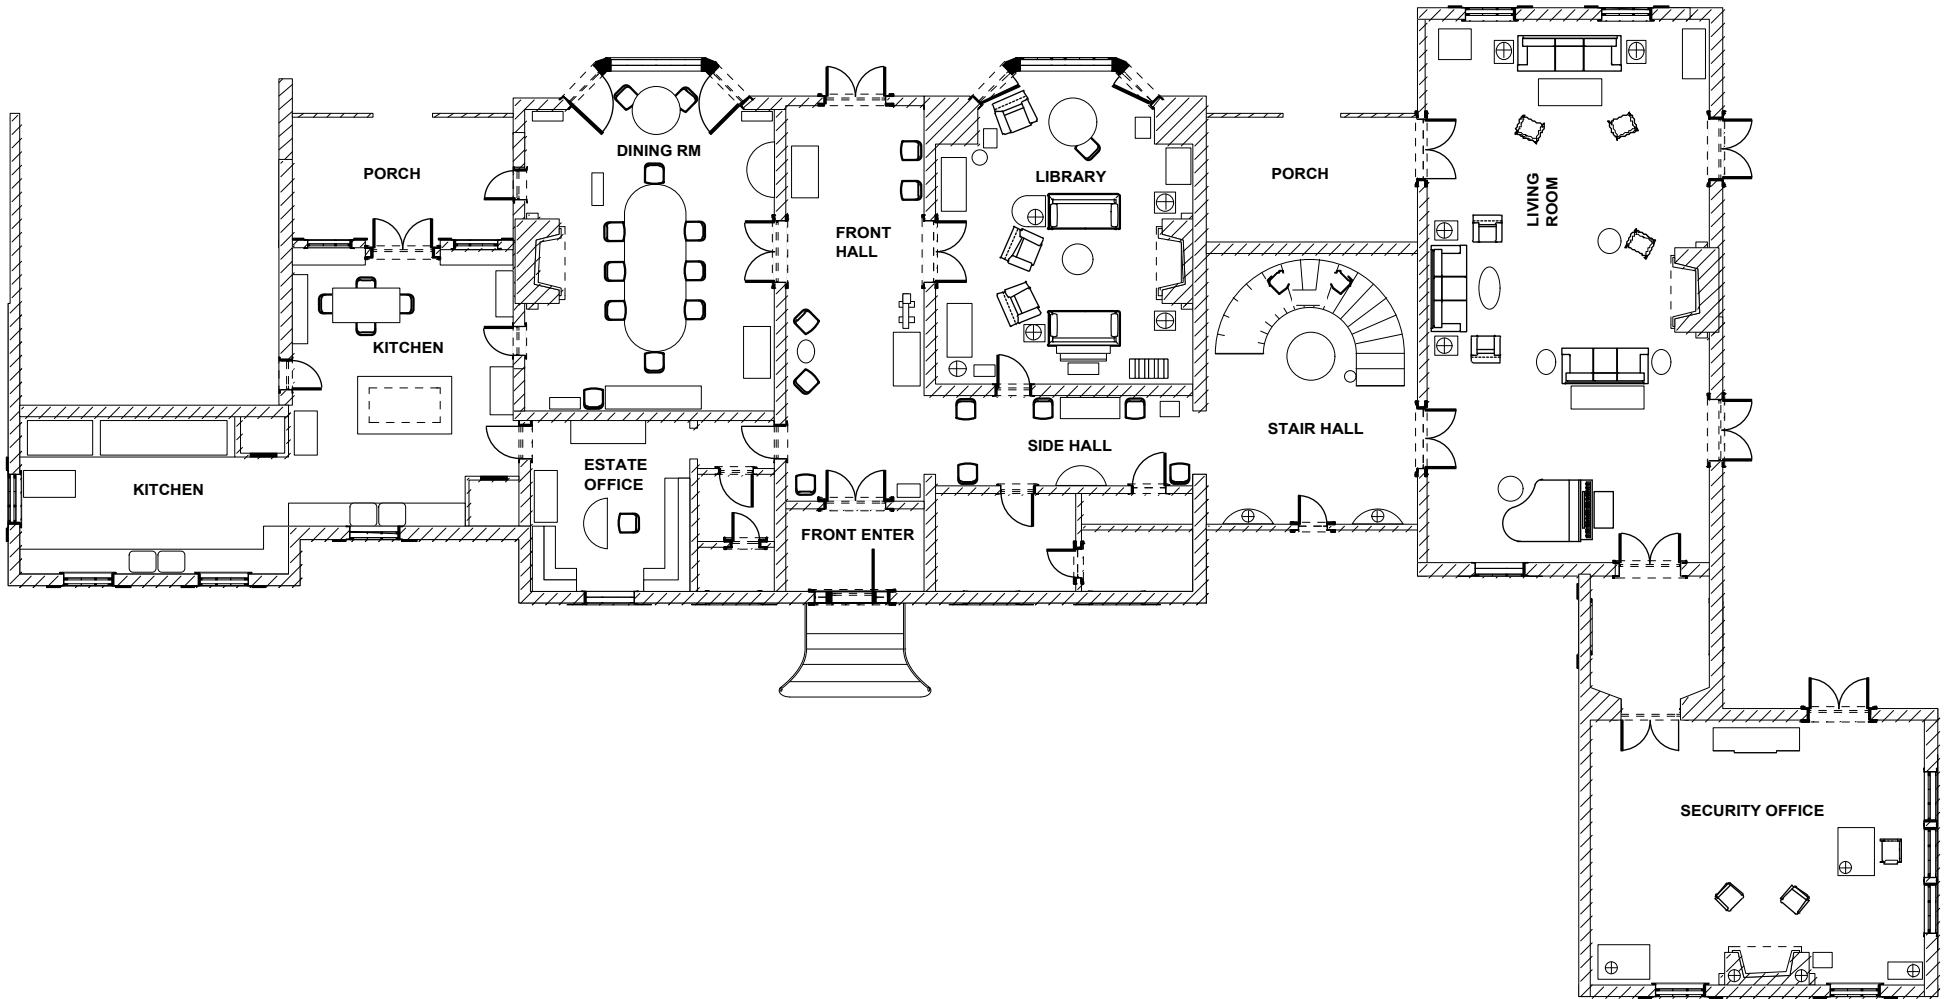 DINING RM
PORCH
LIBRARY
PORCH
LIVING
ROOM
FRONT
HALL
KITCHEN
STAIR HALL
SIDE HALL
ESTATE
OFFICE
KITCHEN
FRONT ENTER
SECURITY OFFICE